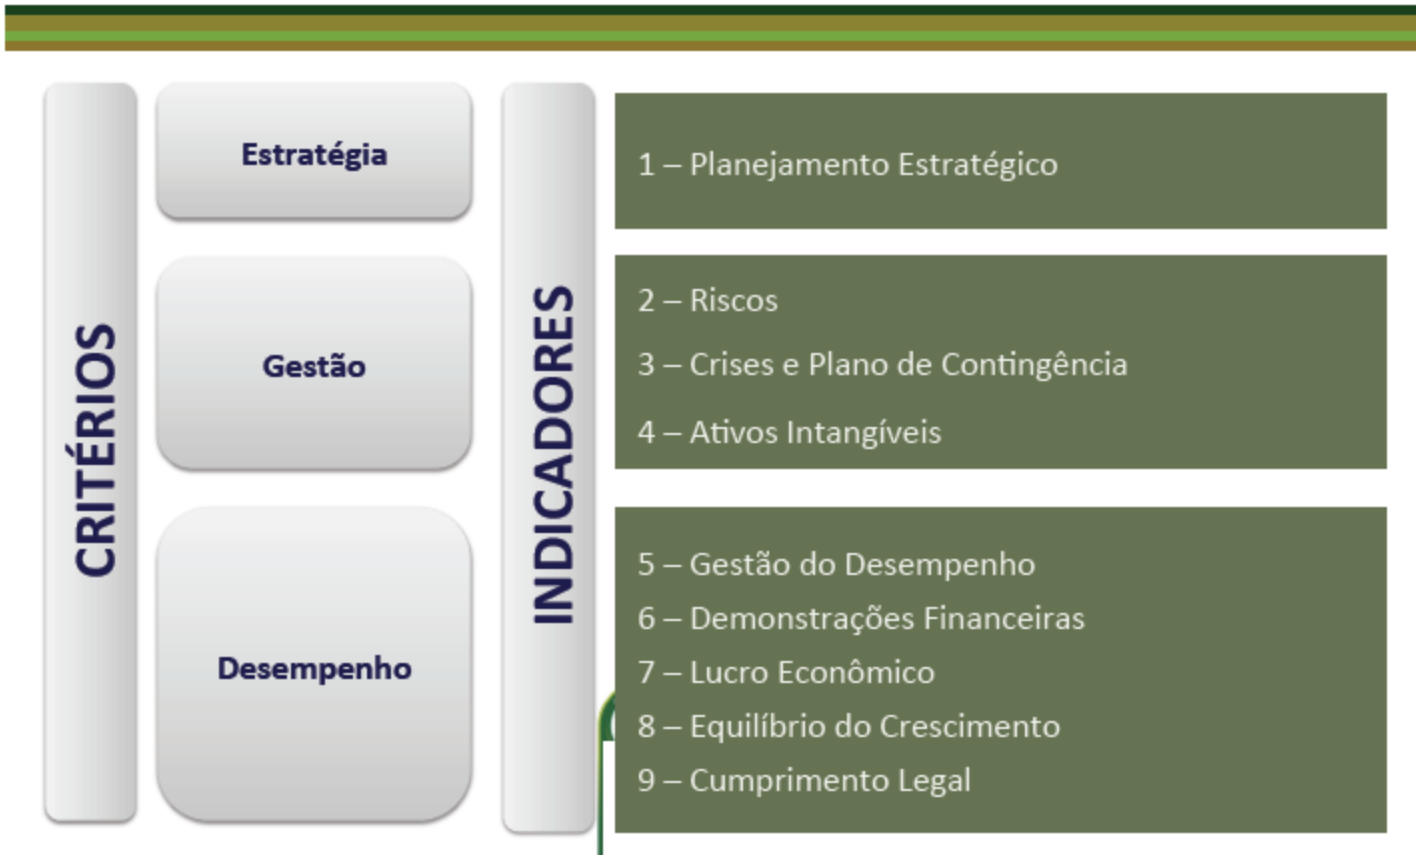 CRITÉRIOS
Estratégia
Gestão
Desempenho
INDICADORES
1 – Planejamento Estratégico
2 – Riscos
3 – Crises e Plano de Contingência
4 – Ativos Intangíveis
5 – Gestão do Desempenho
6 – Demonstrações Financeiras
7 – Lucro Econômico
8 – Equilíbrio do Crescimento
9 – Cumprimento Legal